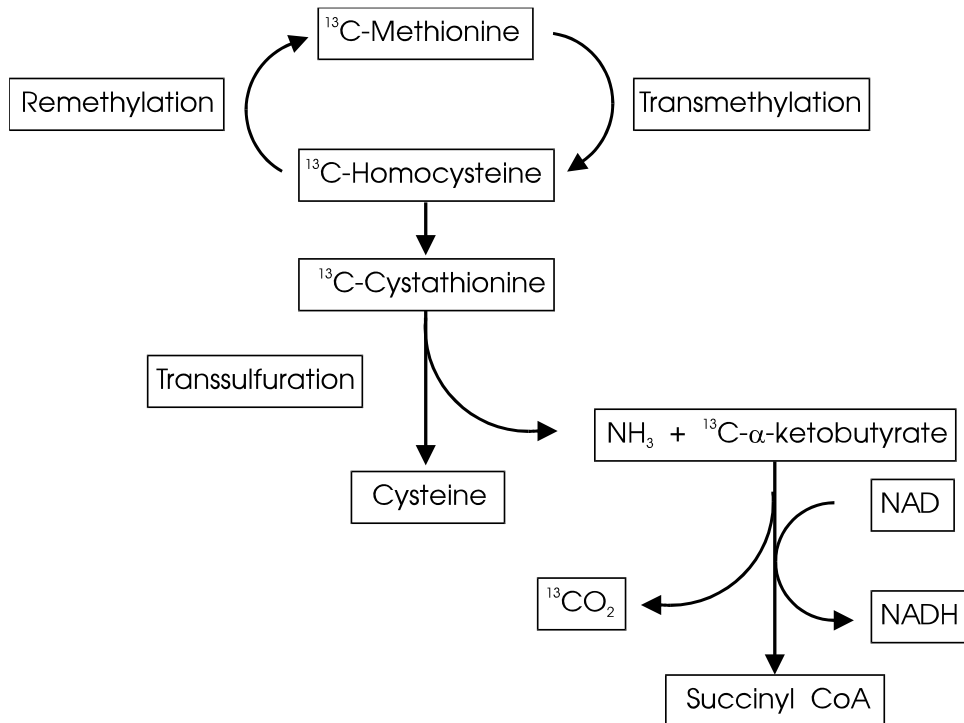 ¹³C-Methionine
Remethylation
Transmethylation
¹³C-Homocysteine
¹³C-Cystathionine
Transsulfuration
NH₃ + ¹³C-α-ketobutyrate
Cysteine
NAD
¹³CO₂
NADH
Succinyl CoA